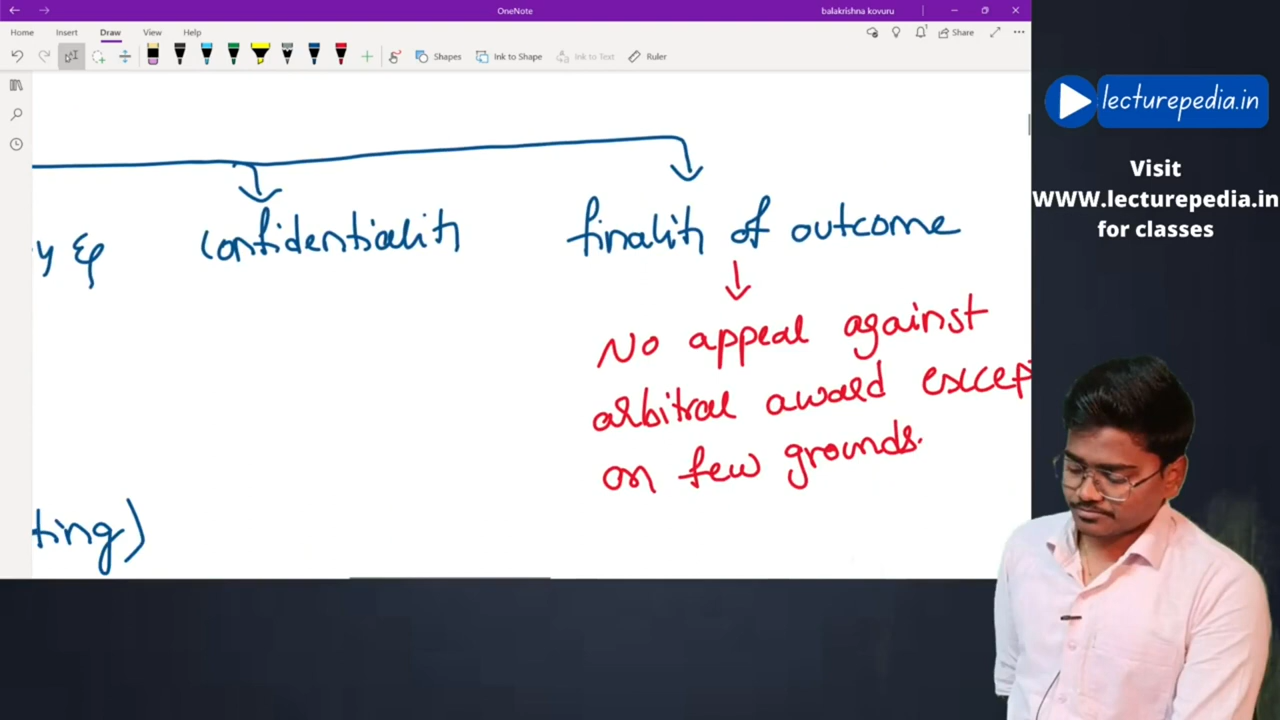 OneNote
balakrishna kovuru
Home Insert Draw View Help
Share
Shapes Ink to Shape Ink to Text Ruler
lecturepedia.in
Visit
WWW.lecturepedia.in
for classes
y & confidentiality finality of outcome
No appeal against
arbitral award excep
on few grounds.
ting)